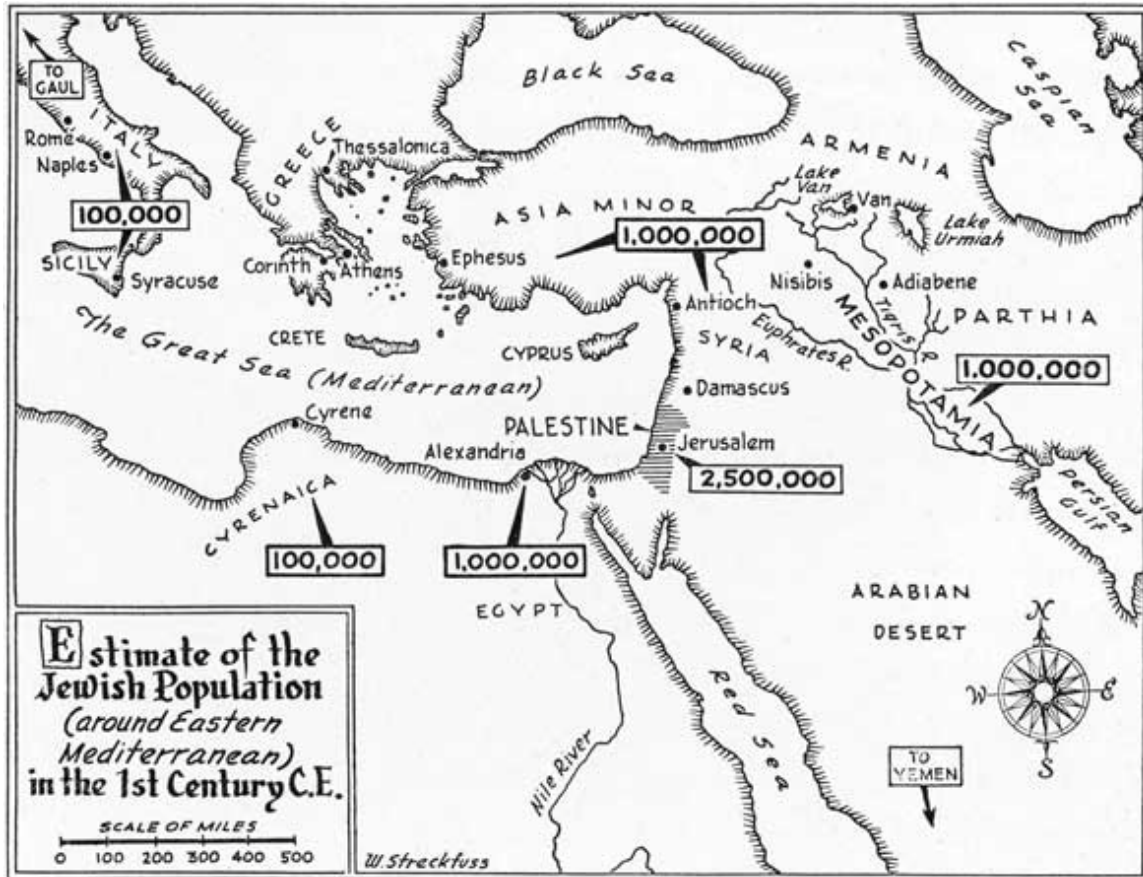 TO
GAUL
ITALY
Rome
Naples
100,000
SICILY
Syracuse
GREECE
Thessalonica
Corinth
Athens
Black Sea
Caspian
Sea
ARMENIA
ASIA MINOR
1,000,000
Ephesus
Lake
Van
Van
Lake
Urmiah
Nisibis
Adiabene
Antioch
Tigris R.
MESOPOTAMIA
PARTHIA
1.000,000
The Great Sea (Mediterranean)
CRETE
CYPRUS
SYRIA
Euphrates R.
Damascus
Cyrene
PALESTINE
Jerusalem
2,500,000
Alexandria
CYRENAICA
100,000
1,000,000
EGYPT
Persian
Gulf
ARABIAN
DESERT
Red Sea
Nile River
N
W
E
S
TO
YEMEN
Estimate of the
Jewish Population
(around Eastern
Mediterranean)
in the 1st Century C.E.
SCALE OF MILES
0 100 200 300 400 500
W. Streckfuss